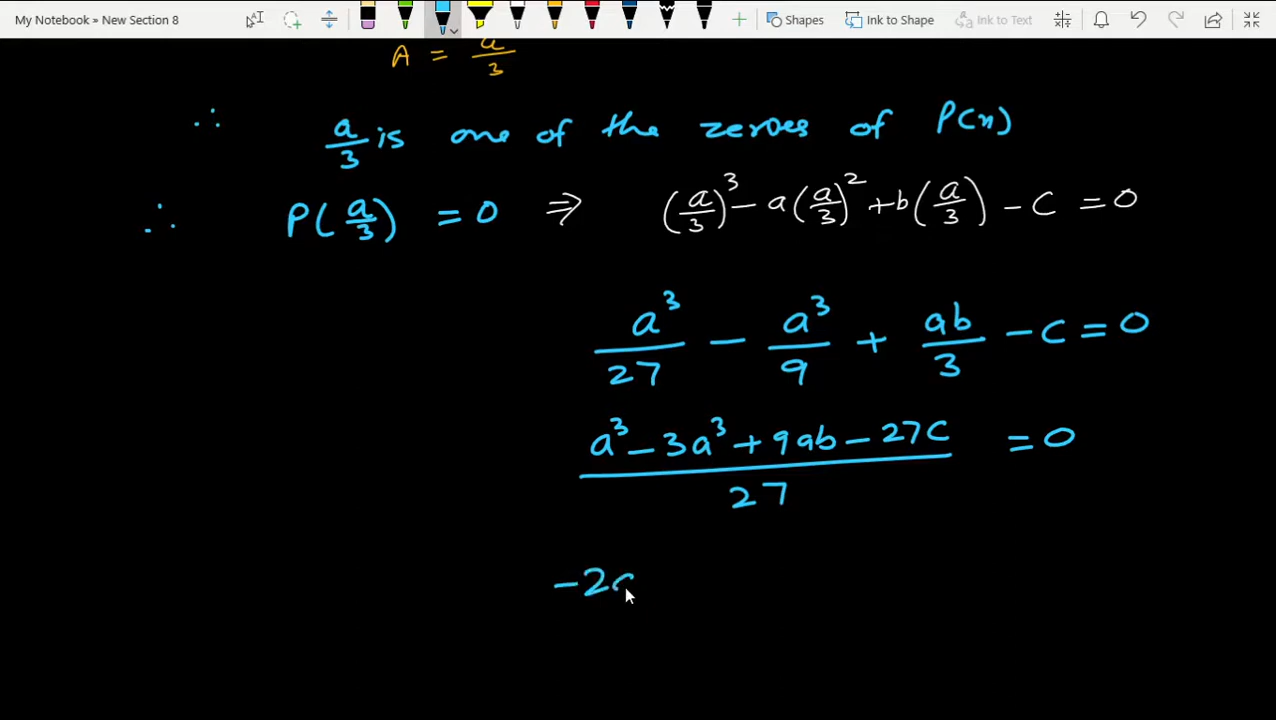 My Notebook » New Section 8
Shapes Ink to Shape Ink to Text
A = a/3
∴ a/3 is one of the zeroes of P(x)
∴ P(a/3) = 0 ⇒ (a/3)³ - a(a/3)² + b(a/3) - C = 0
a³/27 - a³/9 + ab/3 - C = 0
(a³ - 3a³ + 9ab - 27C)/27 = 0
-2